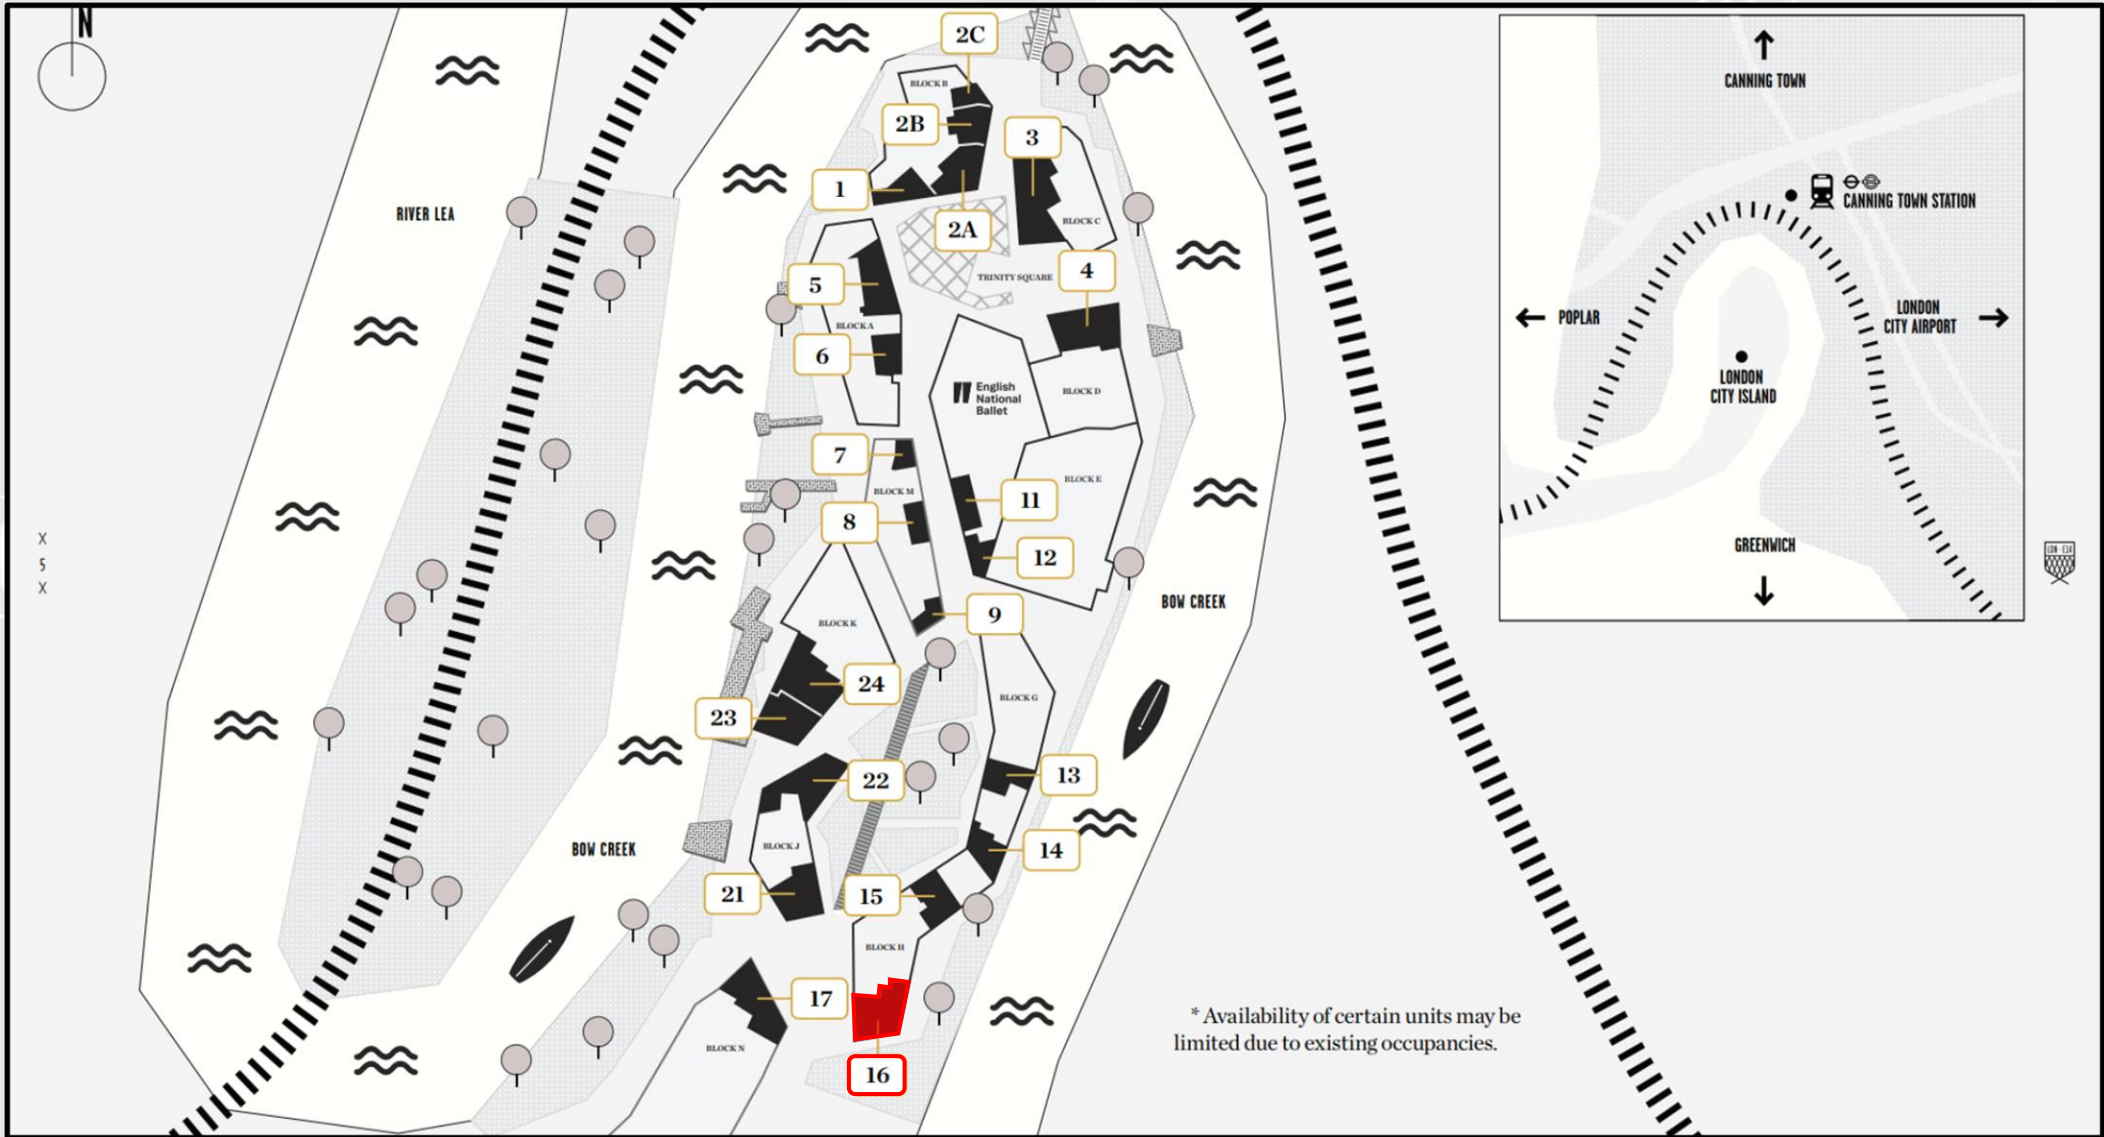 N
2C
BLOCK B
2B
3
1
2A
BLOCK C
TRINITY SQUARE
4
5
BLOCK A
6
RIVER LEA
English
National
Ballet
BLOCK D
7
BLOCK M
BLOCK E
11
8
12
9
BOW CREEK
BLOCK K
24
23
BLOCK G
13
22
14
BLOCK J
BOW CREEK
21
15
BLOCK H
17
BLOCK N
16
X
5
X
CANNING TOWN
CANNING TOWN STATION
POPLAR
LONDON
CITY AIRPORT
LONDON
CITY ISLAND
GREENWICH
LON · E14
* Availability of certain units may be
limited due to existing occupancies.